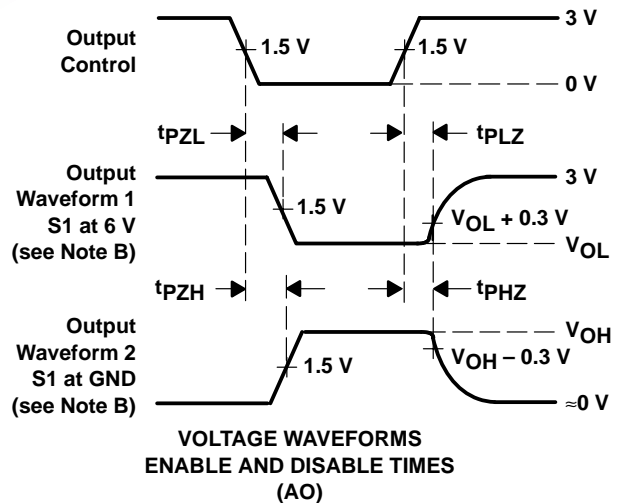 Output
Control
1.5 V
1.5 V
3 V
0 V
tPZL
tPLZ
Output
Waveform 1
S1 at 6 V
(see Note B)
1.5 V
3 V
VOL + 0.3 V
VOL
tPZH
tPHZ
Output
Waveform 2
S1 at GND
(see Note B)
1.5 V
VOH
VOH – 0.3 V
≈0 V
VOLTAGE WAVEFORMS
ENABLE AND DISABLE TIMES
(AO)